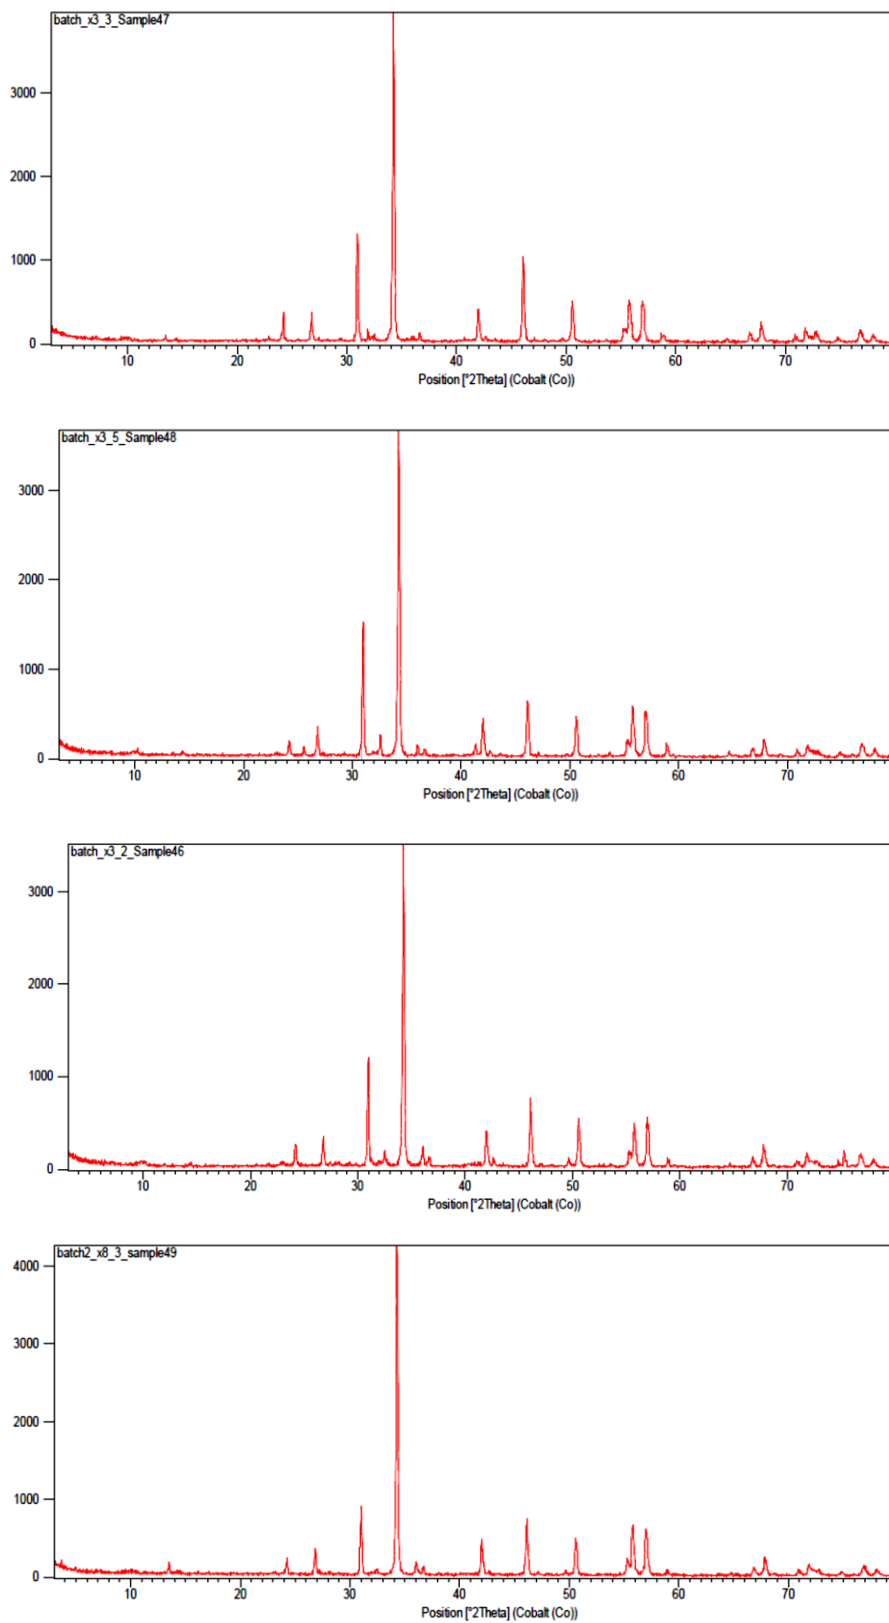 batch_x3_3_Sample47
3000
2000
1000
0
10 20 30 40 50 60 70
Position [°2Theta] (Cobalt (Co))
batch_x3_5_Sample48
3000
2000
1000
0
10 20 30 40 50 60 70
Position [°2Theta] (Cobalt (Co))
batch_x3_2_Sample46
3000
2000
1000
0
10 20 30 40 50 60 70
Position [°2Theta] (Cobalt (Co))
batch2_x8_3_sample49
4000
3000
2000
1000
0
10 20 30 40 50 60 70
Position [°2Theta] (Cobalt (Co))